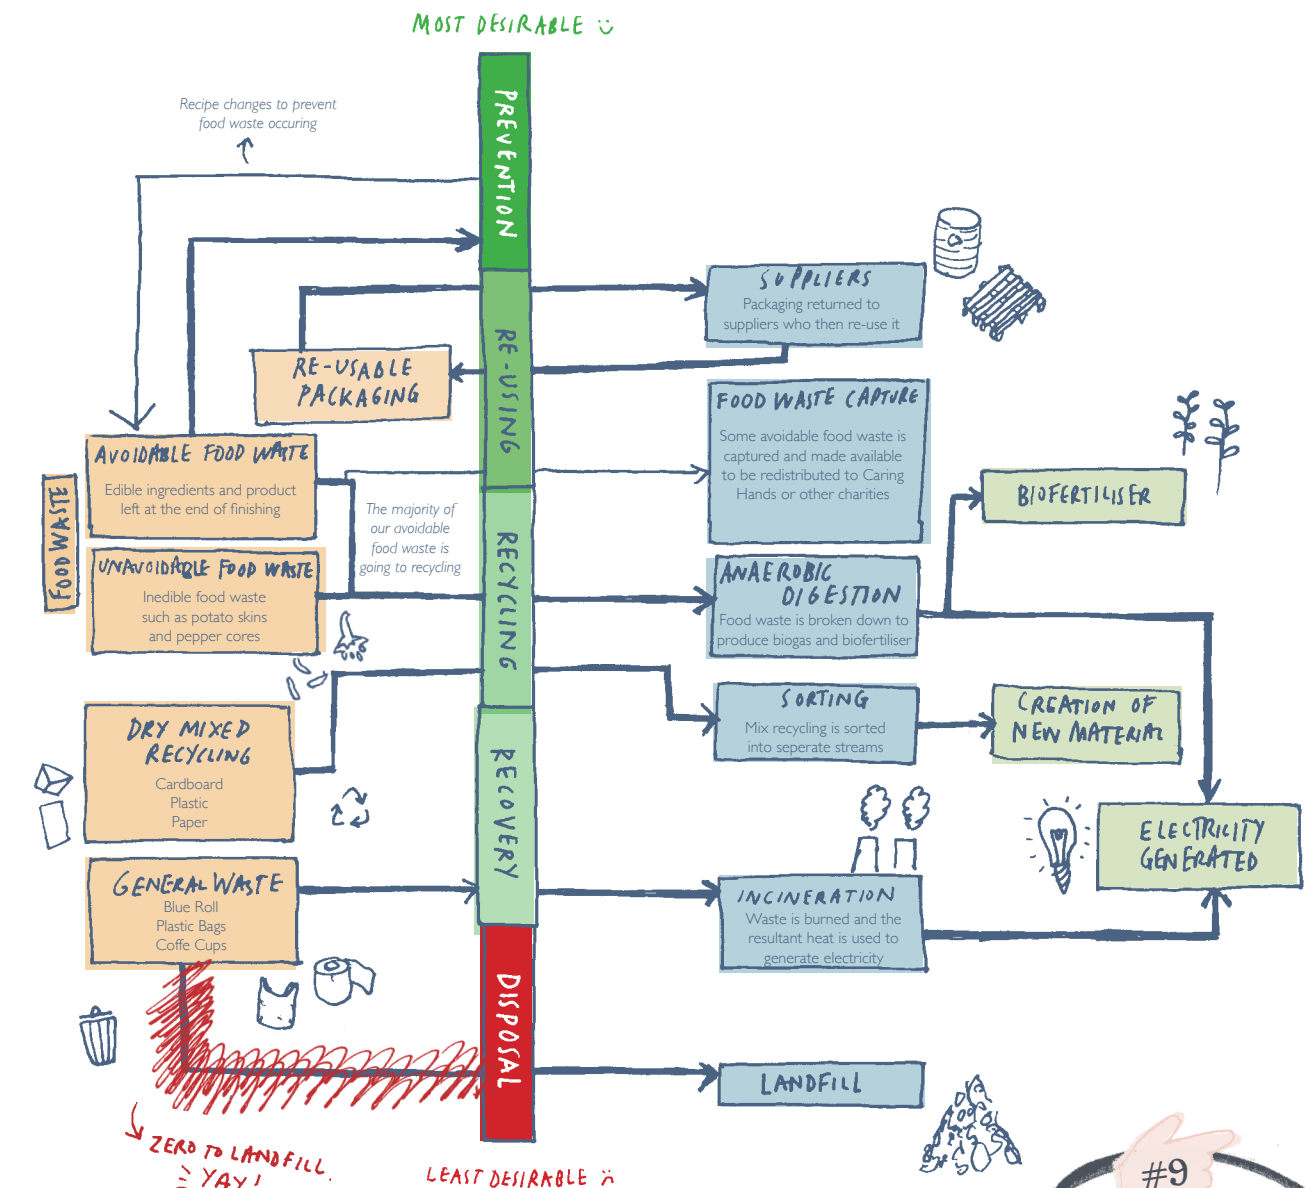 MOST DESIRABLE
Recipe changes to prevent
food waste occuring
PREVENTION
RE-USING
RECYCLING
RECOVERY
DISPOSAL
SUPPLIERS
Packaging returned to
suppliers who then re-use it
RE-USABLE
PACKAGING
FOOD WASTE CAPTURE
Some avoidable food waste is
captured and made available
to be redistributed to Caring
Hands or other charities
FOOD WASTE
AVOIDABLE FOOD WASTE
Edible ingredients and product
left at the end of finishing
The majority of
our avoidable
food waste is
going to recycling
BIOFERTILISER
UNAVOIDABLE FOOD WASTE
Inedible food waste
such as potato skins
and pepper cores
ANAEROBIC
DIGESTION
Food waste is broken down to
produce biogas and biofertiliser
SORTING
Mix recycling is sorted
into seperate streams
CREATION OF
NEW MATERIAL
DRY MIXED
RECYCLING
Cardboard
Plastic
Paper
ELECTRICITY
GENERATED
GENERAL WASTE
Blue Roll
Plastic Bags
Coffe Cups
INCINERATION
Waste is burned and the
resultant heat is used to
generate electricity
LANDFILL
ZERO TO LANDFILL.
YAY!
LEAST DESIRABLE
#9